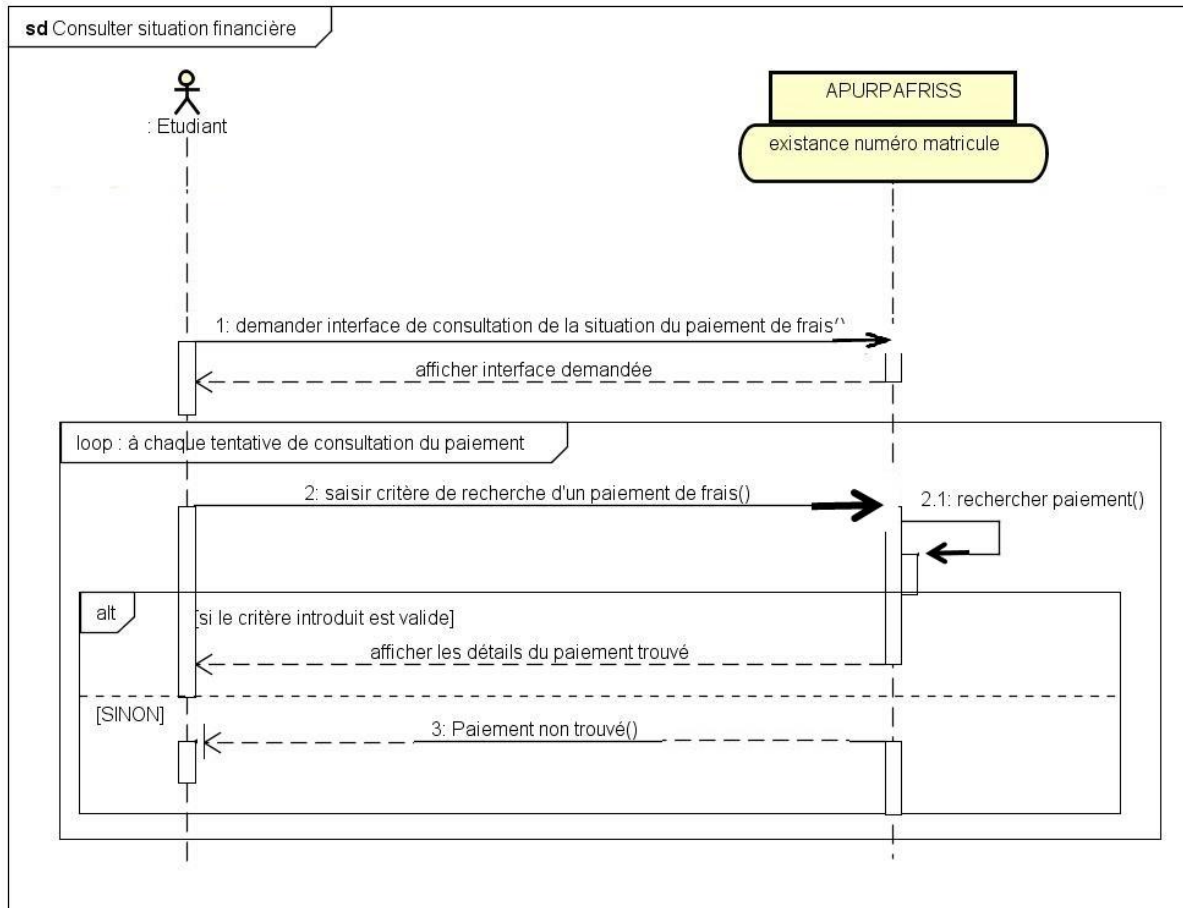 sd Consulter situation financière
: Etudiant
APURPAFRISS
existance numéro matricule
1: demander interface de consultation de la situation du paiement de frais()
afficher interface demandée
loop : à chaque tentative de consultation du paiement
2: saisir critère de recherche d'un paiement de frais()
2.1: rechercher paiement()
alt
[si le critère introduit est valide]
afficher les détails du paiement trouvé
[SINON]
3: Paiement non trouvé()